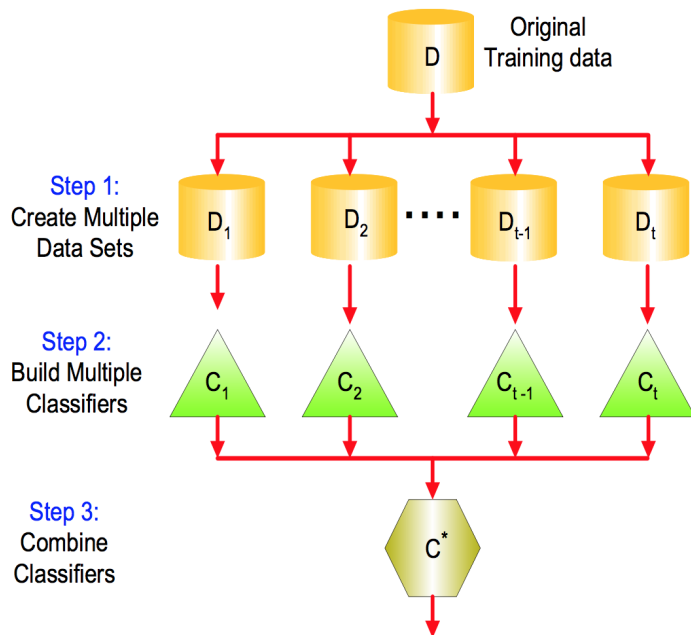 D
Original
Training data
Step 1:
Create Multiple
Data Sets
D1
D2
....
Dt-1
Dt
Step 2:
Build Multiple
Classifiers
C1
C2
Ct-1
Ct
Step 3:
Combine
Classifiers
C*